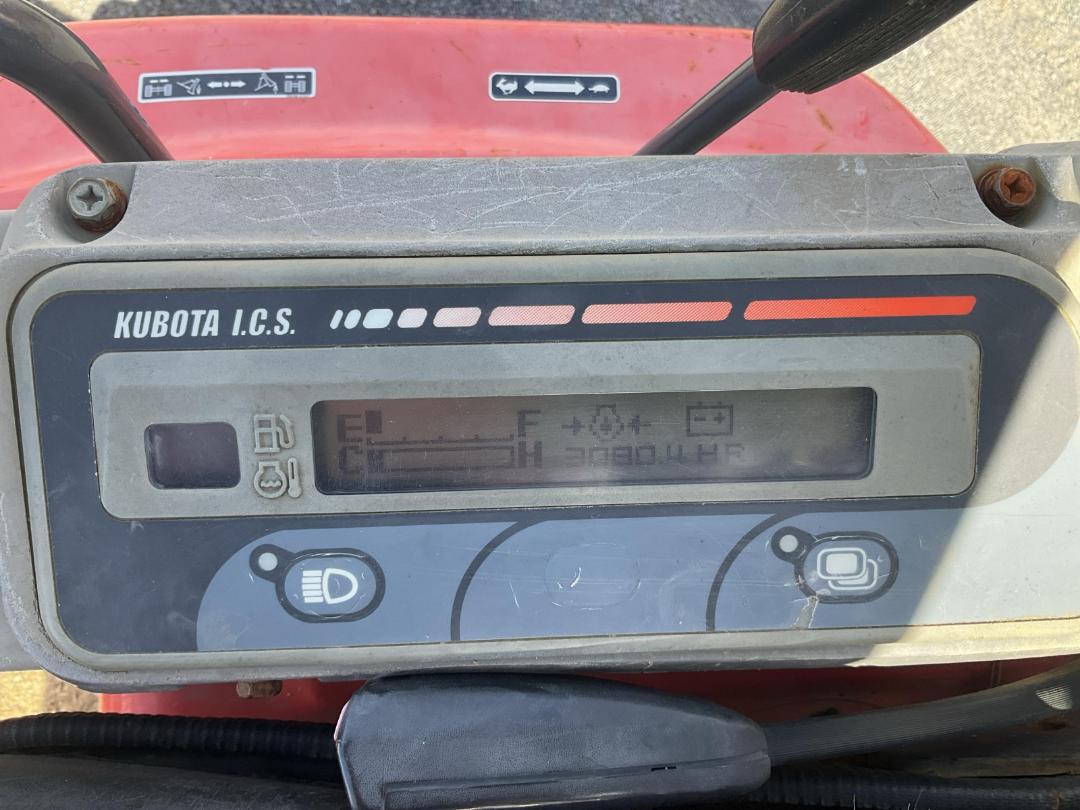 KUBOTA I.C.S.
E F
C H
3080.4 HR